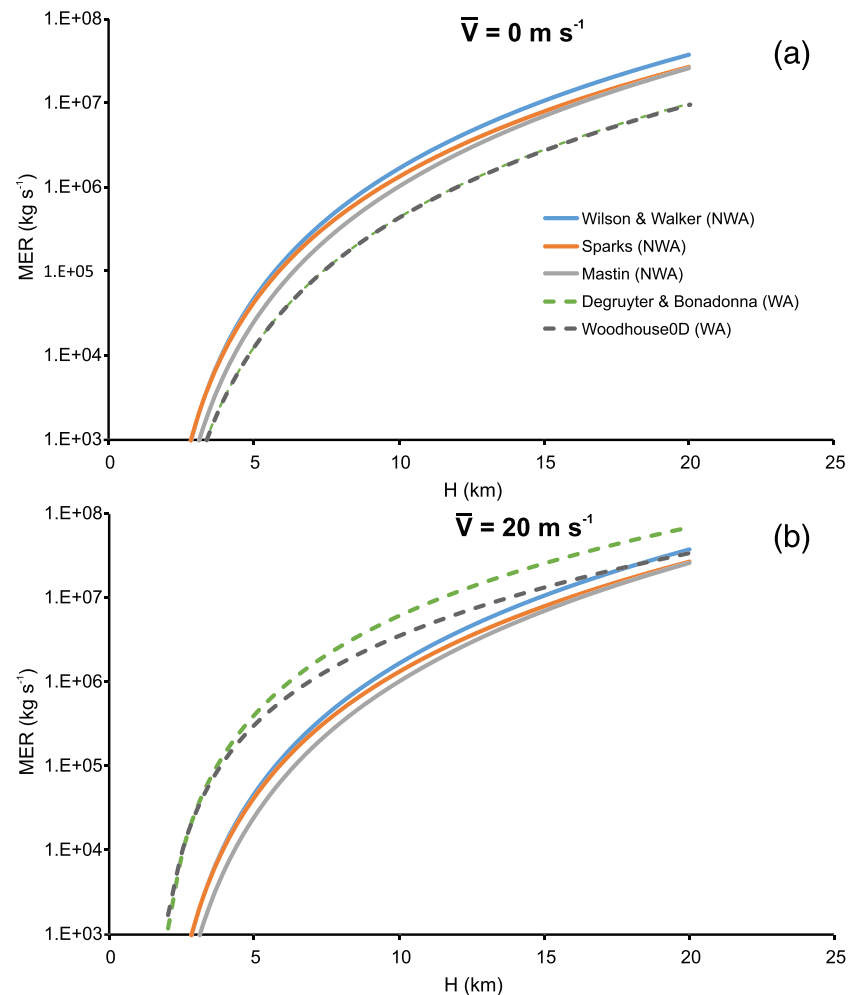 V̅ = 0 m s⁻¹
(a)
1.E+08
1.E+07
1.E+06
1.E+05
1.E+04
1.E+03
MER (kg s⁻¹)
Wilson & Walker (NWA)
Sparks (NWA)
Mastin (NWA)
Degruyter & Bonadonna (WA)
Woodhouse0D (WA)
0 5 10 15 20 25
H (km)
V̅ = 20 m s⁻¹
(b)
1.E+08
1.E+07
1.E+06
1.E+05
1.E+04
1.E+03
MER (kg s⁻¹)
0 5 10 15 20 25
H (km)